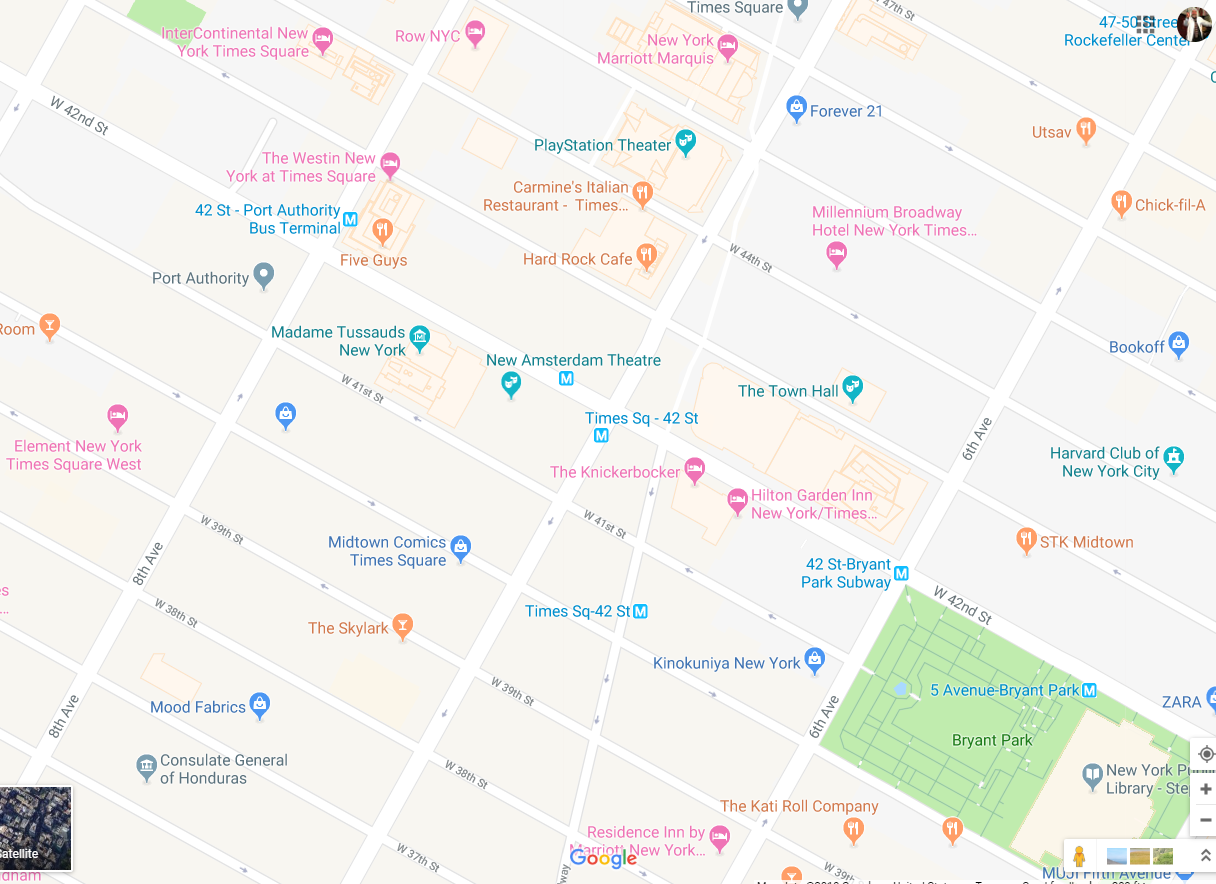 Times Square
47th St
47-50 Stree
Rockefeller Center
InterContinental New
York Times Square
Row NYC
New York
Marriott Marquis
W 42nd St
Forever 21
Utsav
PlayStation Theater
The Westin New
York at Times Square
Carmine's Italian
Restaurant - Times...
42 St - Port Authority
Bus Terminal
M
Chick-fil-A
Millennium Broadway
Hotel New York Times...
Five Guys
Hard Rock Cafe
W 44th St
Port Authority
Room
Madame Tussauds
New York
Bookoff
New Amsterdam Theatre
M
W 41st St
The Town Hall
Times Sq - 42 St
M
6th Ave
Element New York
Times Square West
Harvard Club of
New York City
The Knickerbocker
Hilton Garden Inn
New York/Times...
W 39th St
W 41st St
Midtown Comics
Times Square
STK Midtown
8th Ave
42 St-Bryant
Park Subway
M
W 42nd St
W 38th St
Times Sq-42 St
M
The Skylark
Kinokuniya New York
W 39th St
5 Avenue-Bryant Park
M
ZARA
Mood Fabrics
8th Ave
6th Ave
Bryant Park
Consulate General
of Honduras
W 38th St
New York Pu
Library - Ste
The Kati Roll Company
Residence Inn by
Marriott New York...
Satellite
W 37th St
Google
W 38th St
MUJI Fifth Avenue